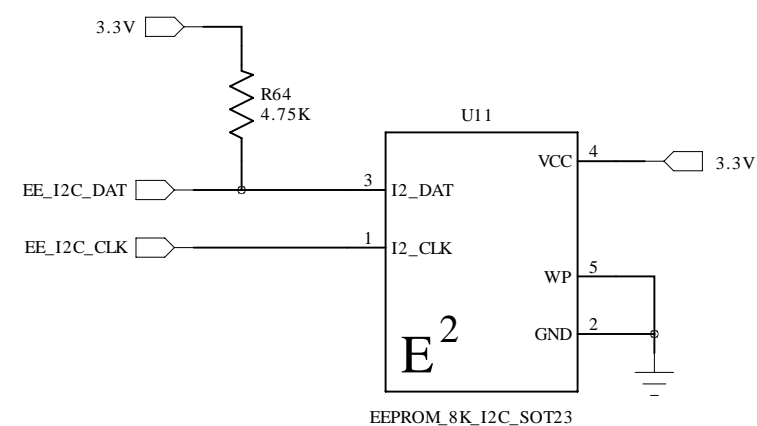 3.3V
R64
4.75K
U11
VCC 4
3.3V
EE_I2C_DAT
3 I2_DAT
EE_I2C_CLK
1 I2_CLK
WP 5
GND 2
E²
EEPROM_8K_I2C_SOT23